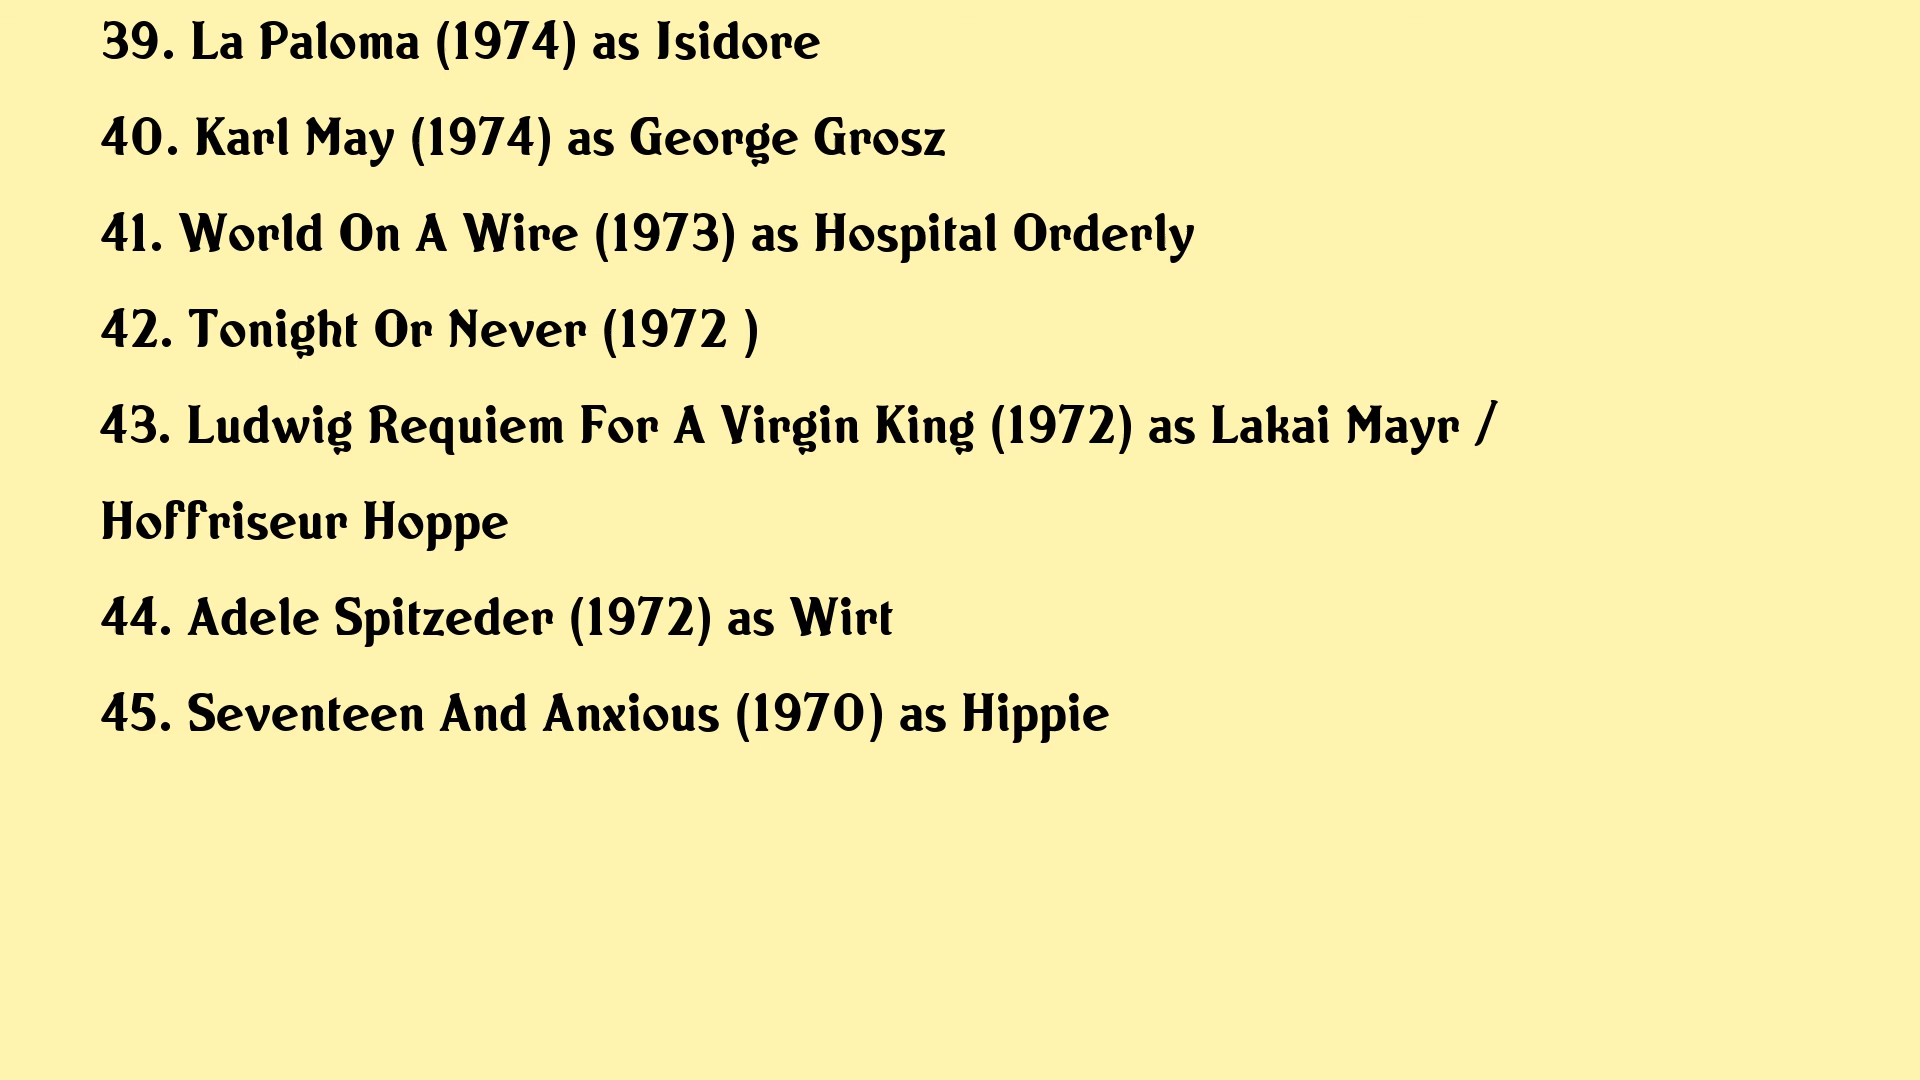 39. La Paloma (1974) as Isidore
40. Karl May (1974) as George Grosz
41. World On A Wire (1973) as Hospital Orderly
42. Tonight Or Never (1972 )
43. Ludwig Requiem For A Virgin King (1972) as Lakai Mayr /
Hoffriseur Hoppe
44. Adele Spitzeder (1972) as Wirt
45. Seventeen And Anxious (1970) as Hippie